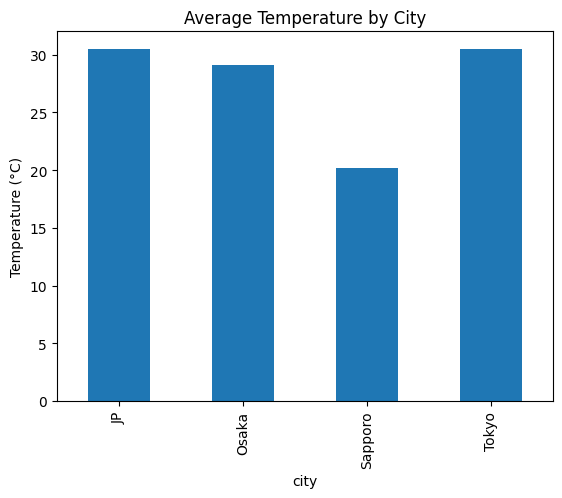 Average Temperature by City
Temperature (°C)
30
25
20
15
10
5
0
JP
Osaka
Sapporo
Tokyo
city